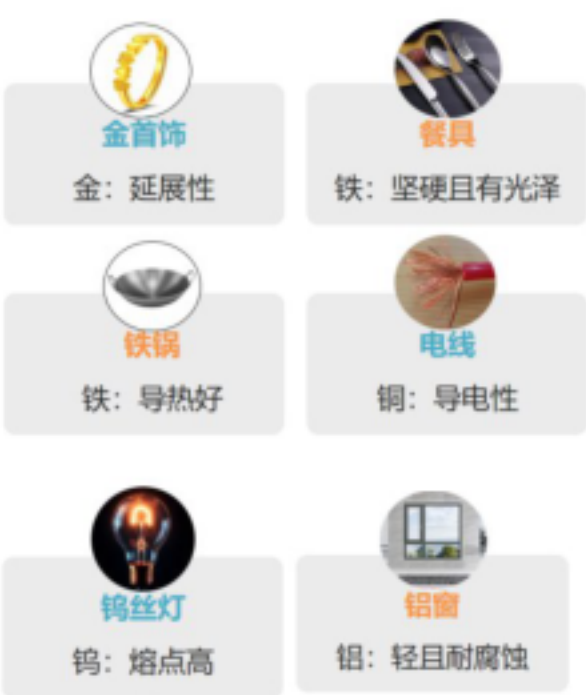 金首饰
金：延展性
餐具
铁：坚硬且有光泽
铁锅
铁：导热好
电线
铜：导电性
钨丝灯
钨：熔点高
铝窗
铝：轻且耐腐蚀